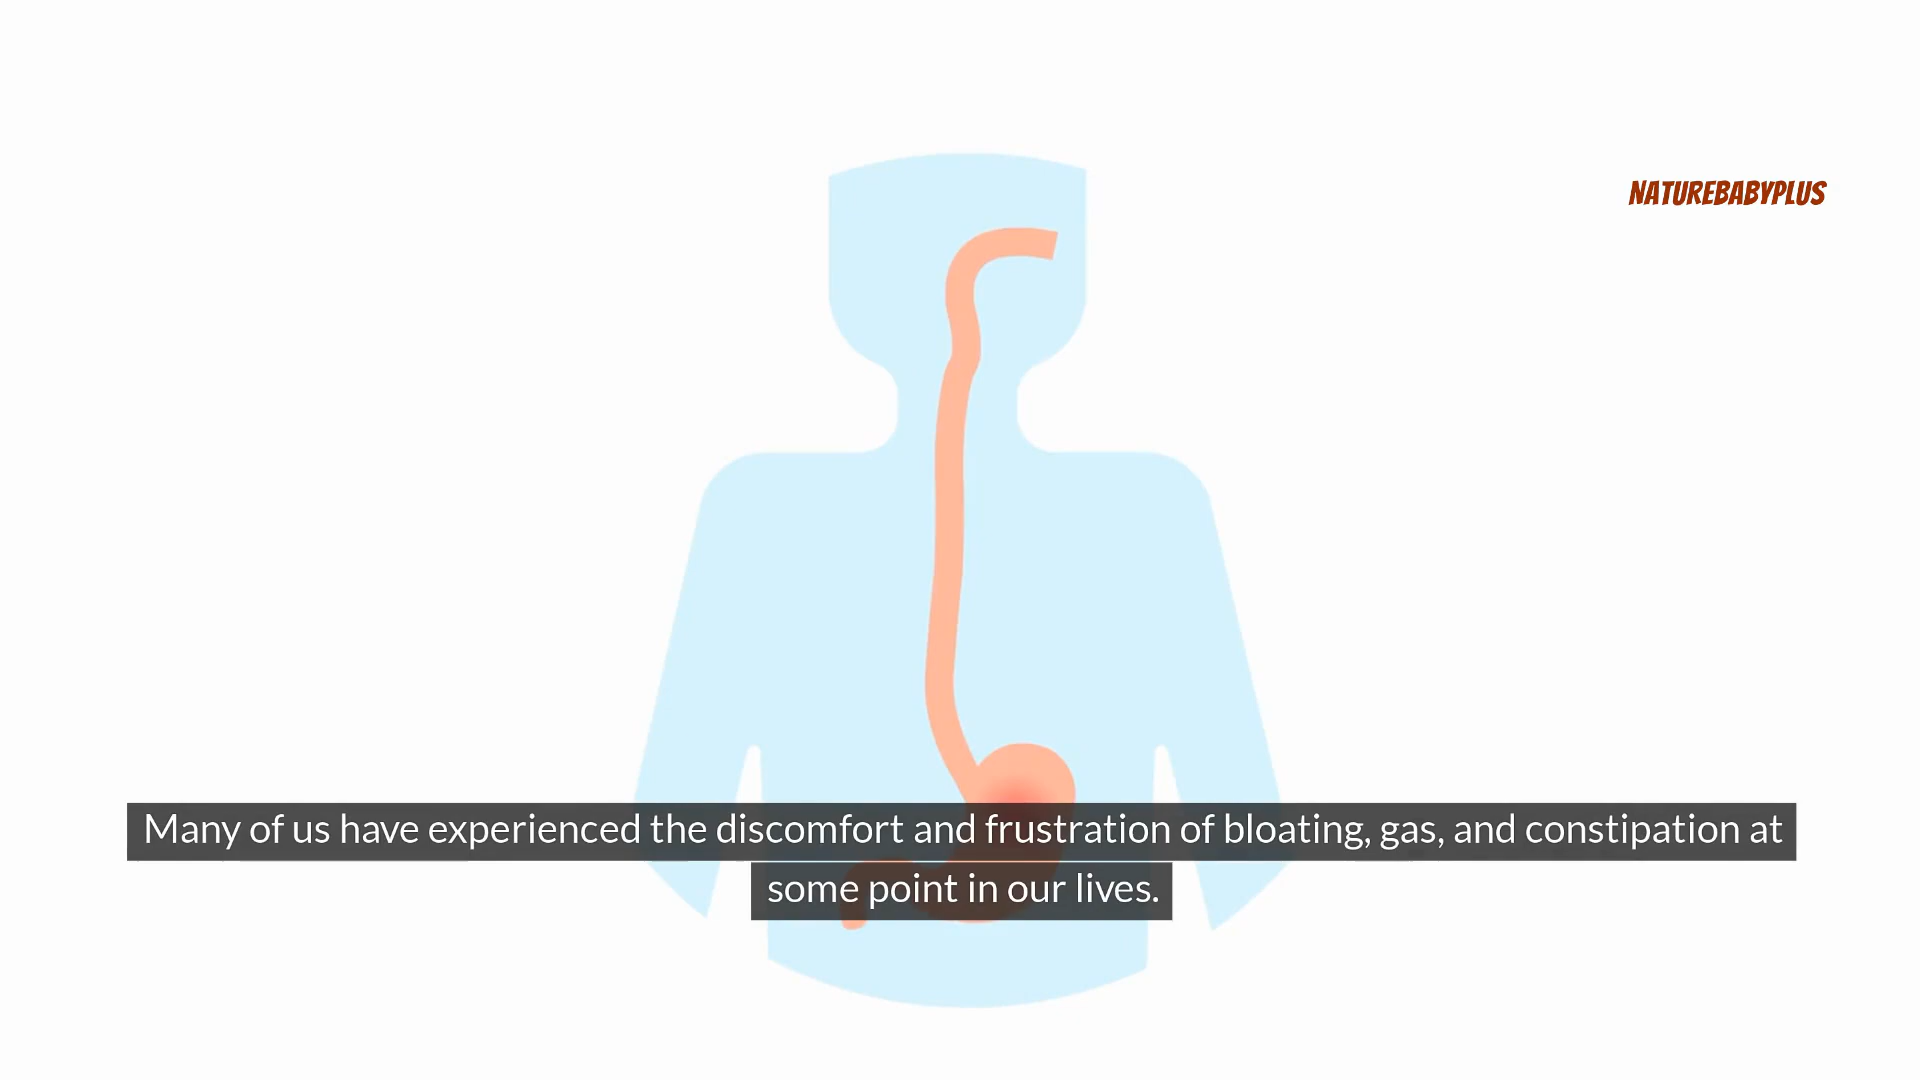 NATUREBABYPLUS
Many of us have experienced the discomfort and frustration of bloating, gas, and constipation at
some point in our lives.